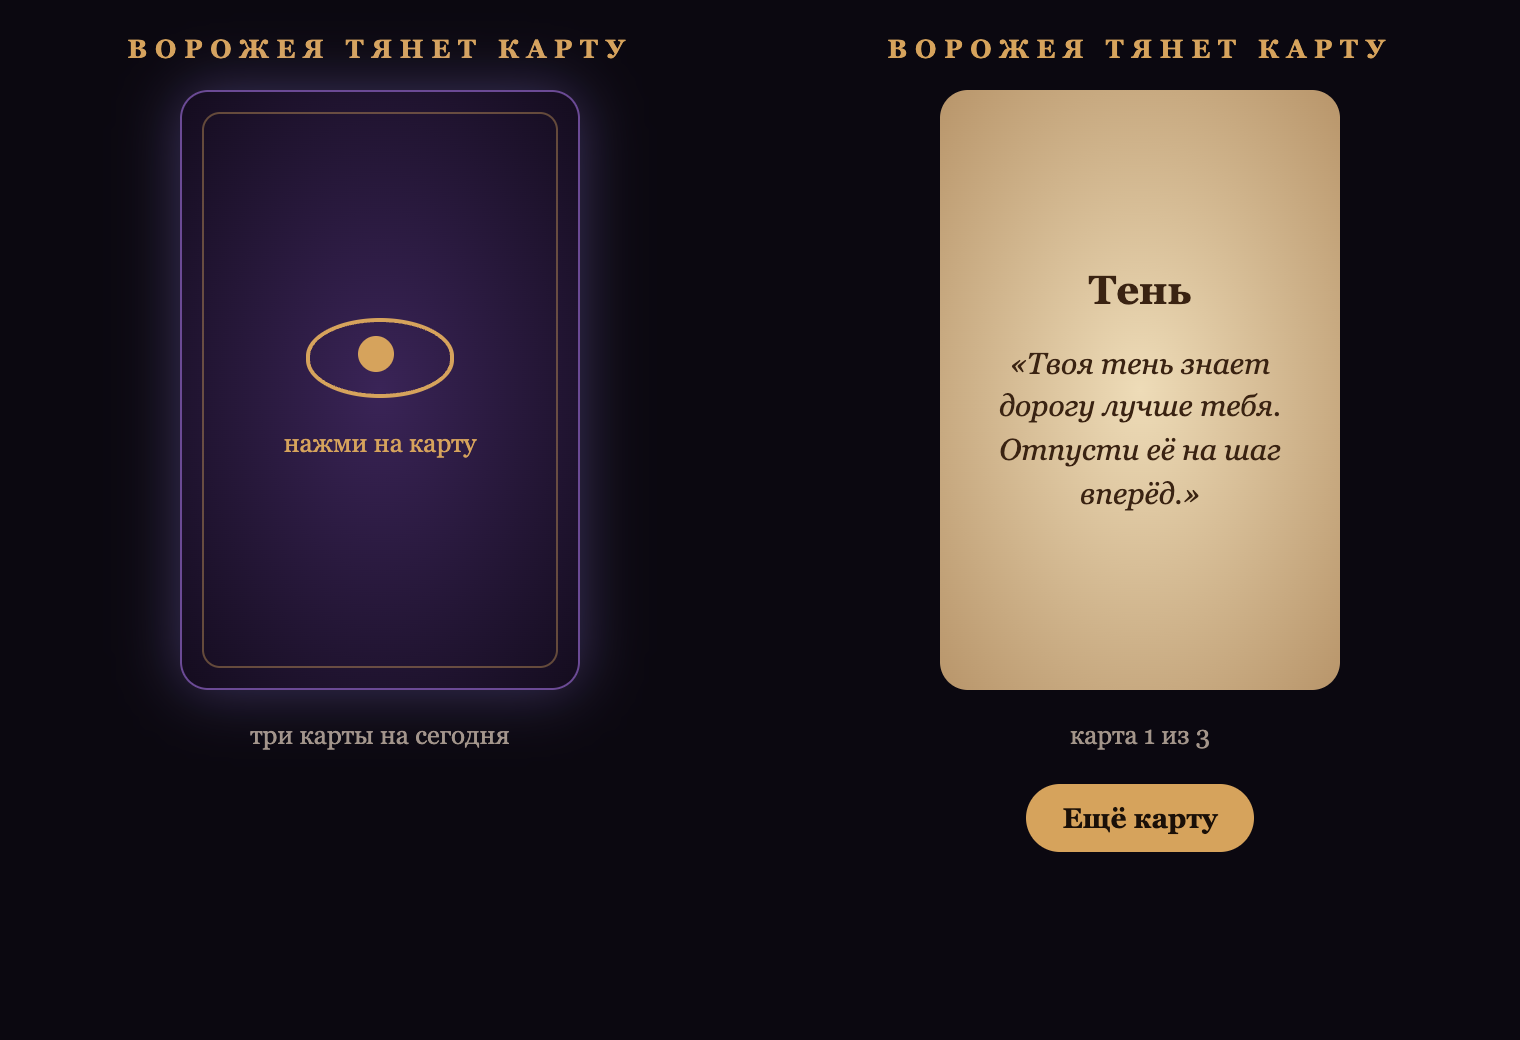 ВОРОЖЕЯ ТЯНЕТ КАРТУ
нажми на карту
три карты на сегодня
ВОРОЖЕЯ ТЯНЕТ КАРТУ
Тень
«Твоя тень знает
дорогу лучше тебя.
Отпусти её на шаг
вперёд.»
карта 1 из 3
Ещё карту